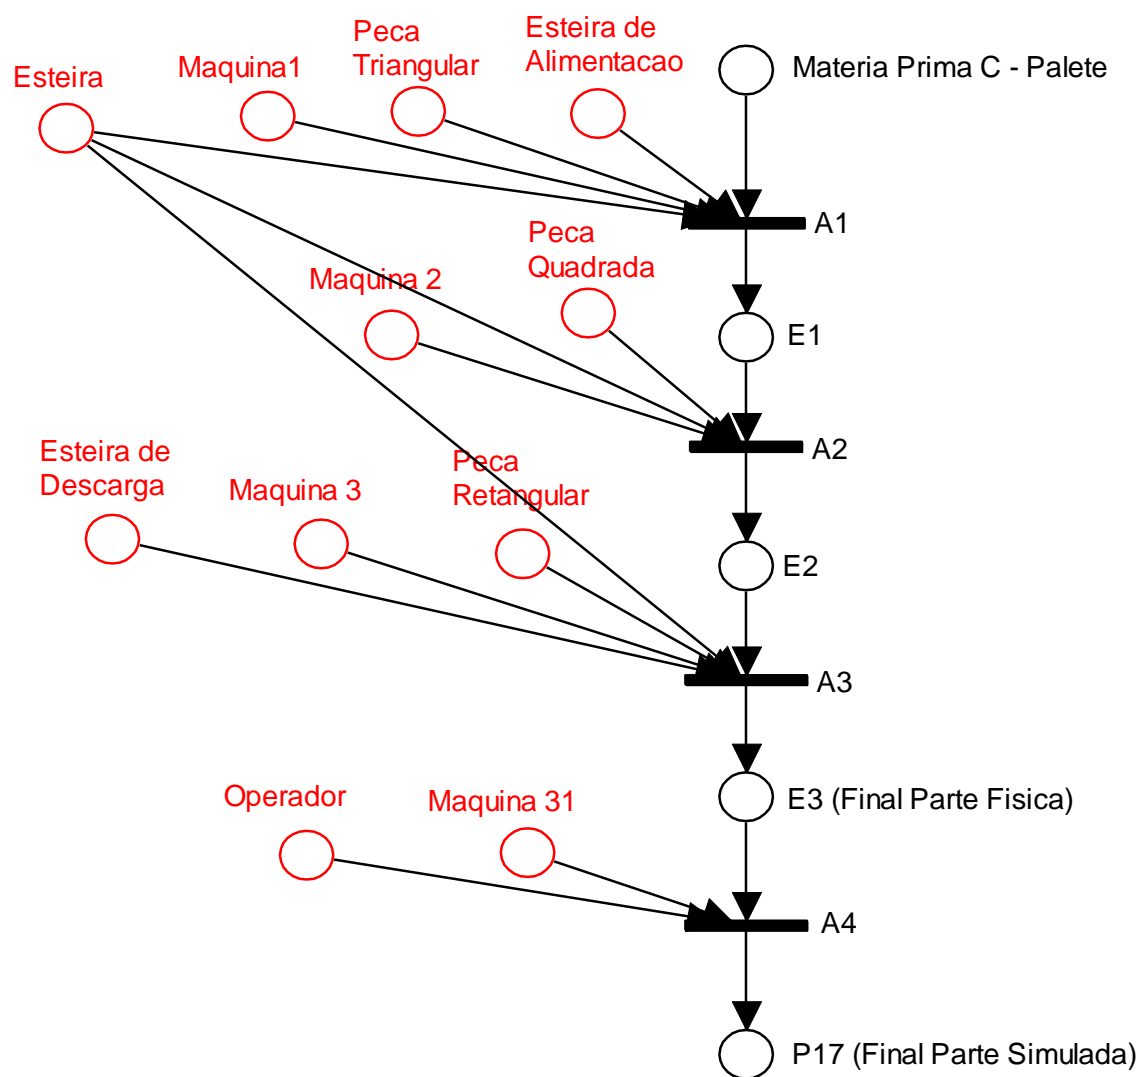 Peca
Triangular
Esteira de
Alimentacao
Esteira
Maquina1
Materia Prima C - Palete
A1
Peca
Quadrada
Maquina 2
E1
A2
Esteira de
Descarga
Maquina 3
Peca
Retangular
E2
A3
Operador
Maquina 31
E3 (Final Parte Fisica)
A4
P17 (Final Parte Simulada)